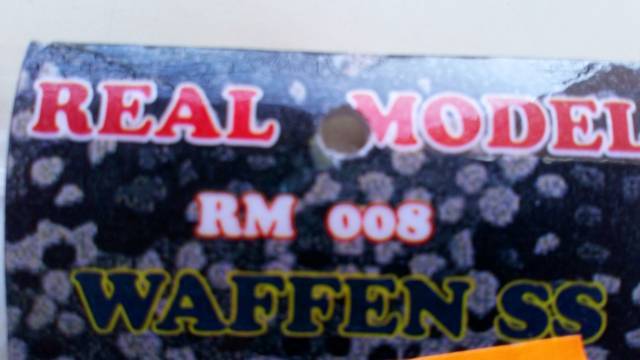 REAL MODEL
RM 008
WAFFEN SS